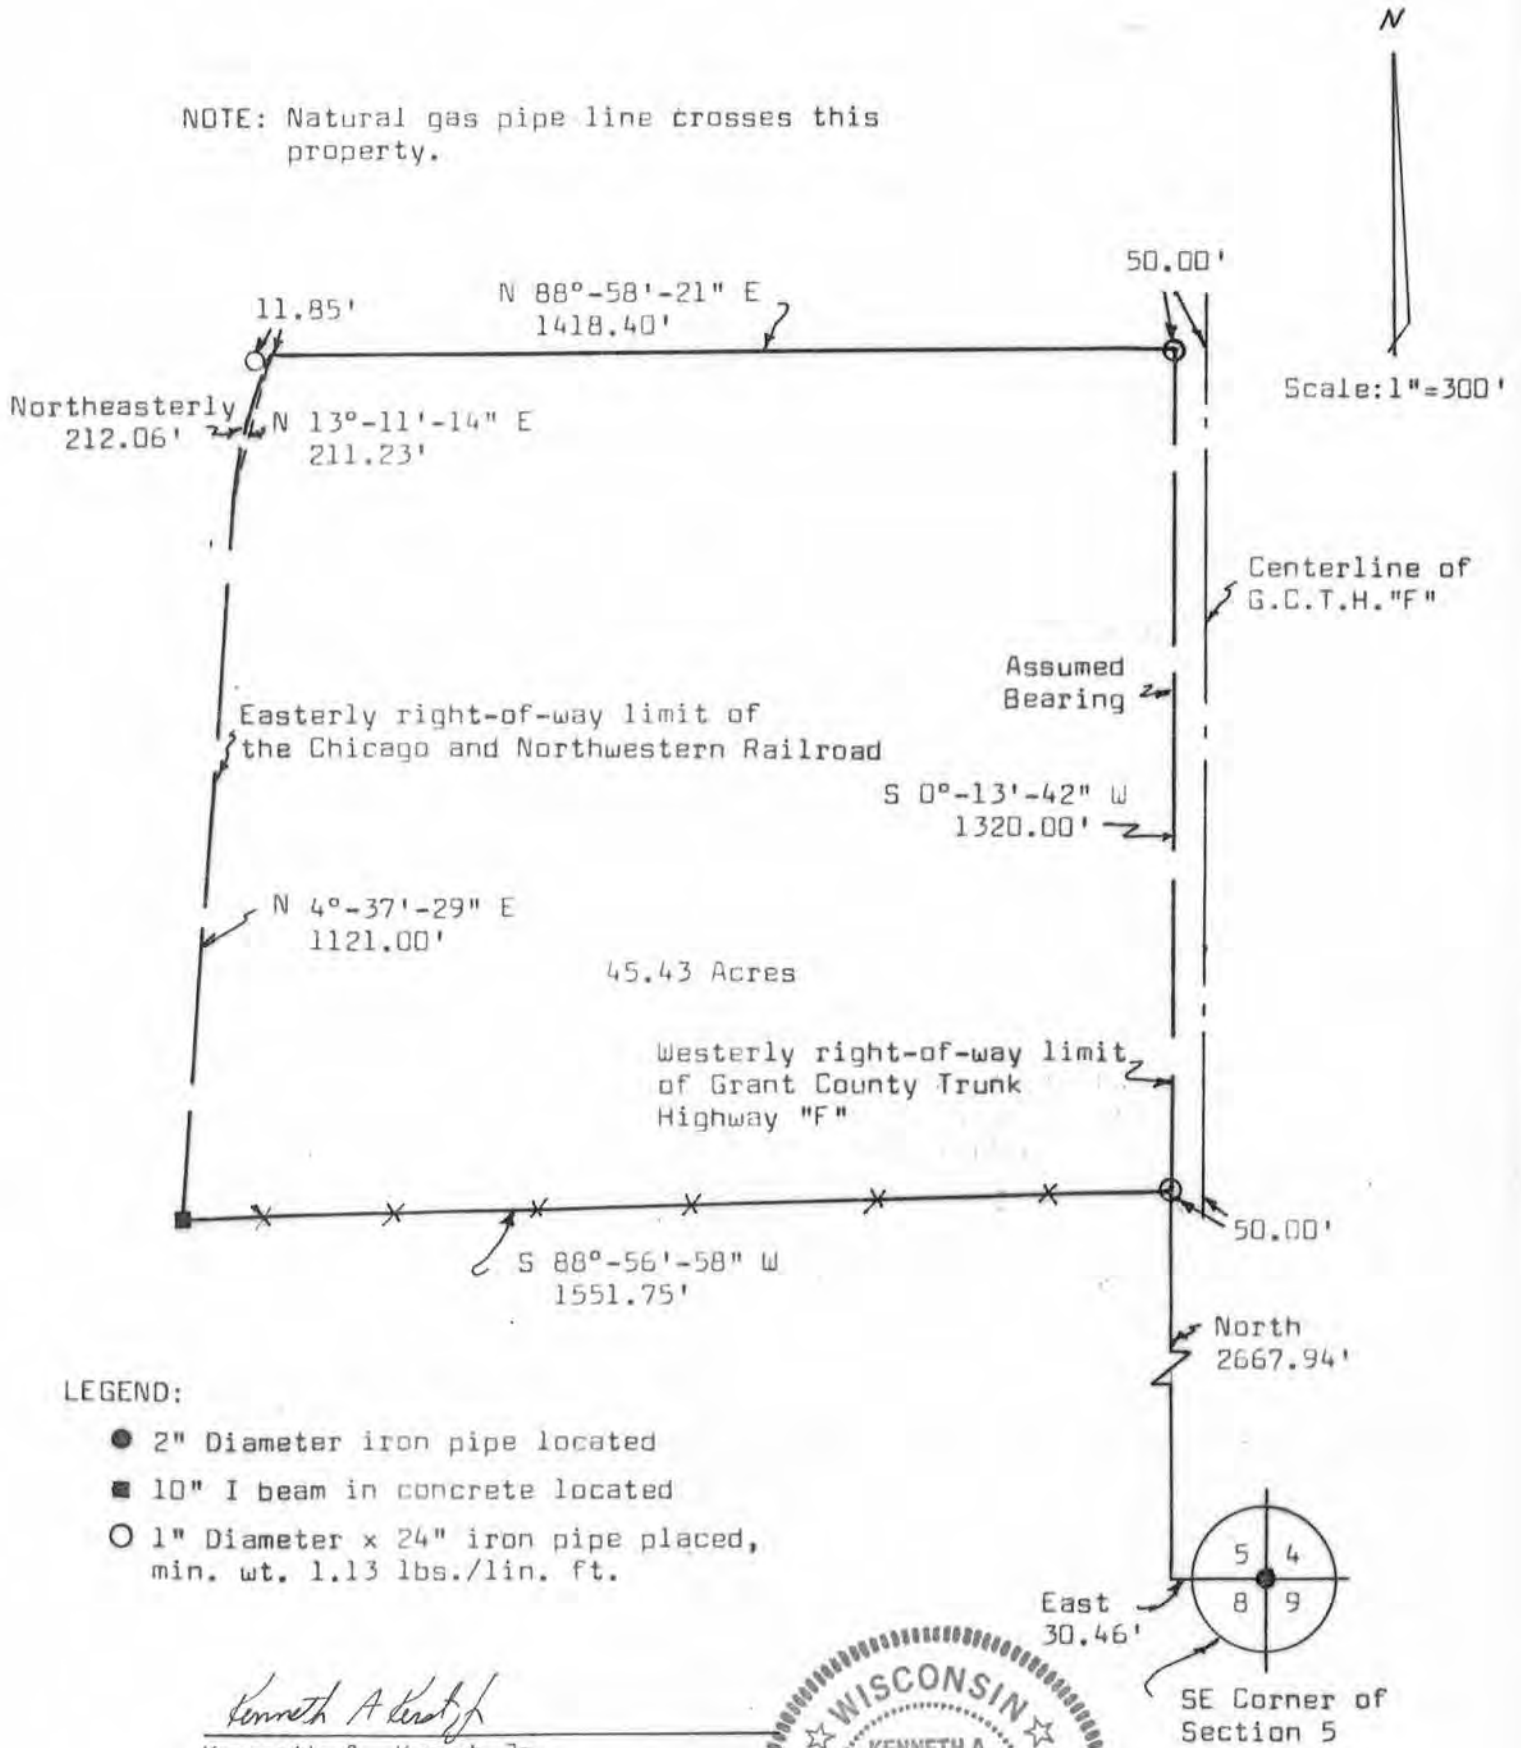 N
NOTE: Natural gas pipe line crosses this
property.
50.00'
11.85'
N 88°-58'-21" E
1418.40'
Scale:1"=300'
Northeasterly
212.06'
N 13°-11'-14" E
211.23'
Centerline of
G.C.T.H."F"
Assumed
Bearing
Easterly right-of-way limit of
the Chicago and Northwestern Railroad
S 0°-13'-42" W
1320.00'
N 4°-37'-29" E
1121.00'
45.43 Acres
Westerly right-of-way limit
of Grant County Trunk
Highway "F"
50.00'
S 88°-56'-58" W
1551.75'
North
2667.94'
LEGEND:
2" Diameter iron pipe located
10" I beam in concrete located
1" Diameter x 24" iron pipe placed,
min. wt. 1.13 lbs./lin. ft.
5 4
8 9
East
30.46'
SE Corner of
Section 5
Kenneth A
WISCONSIN
KENNETH A.